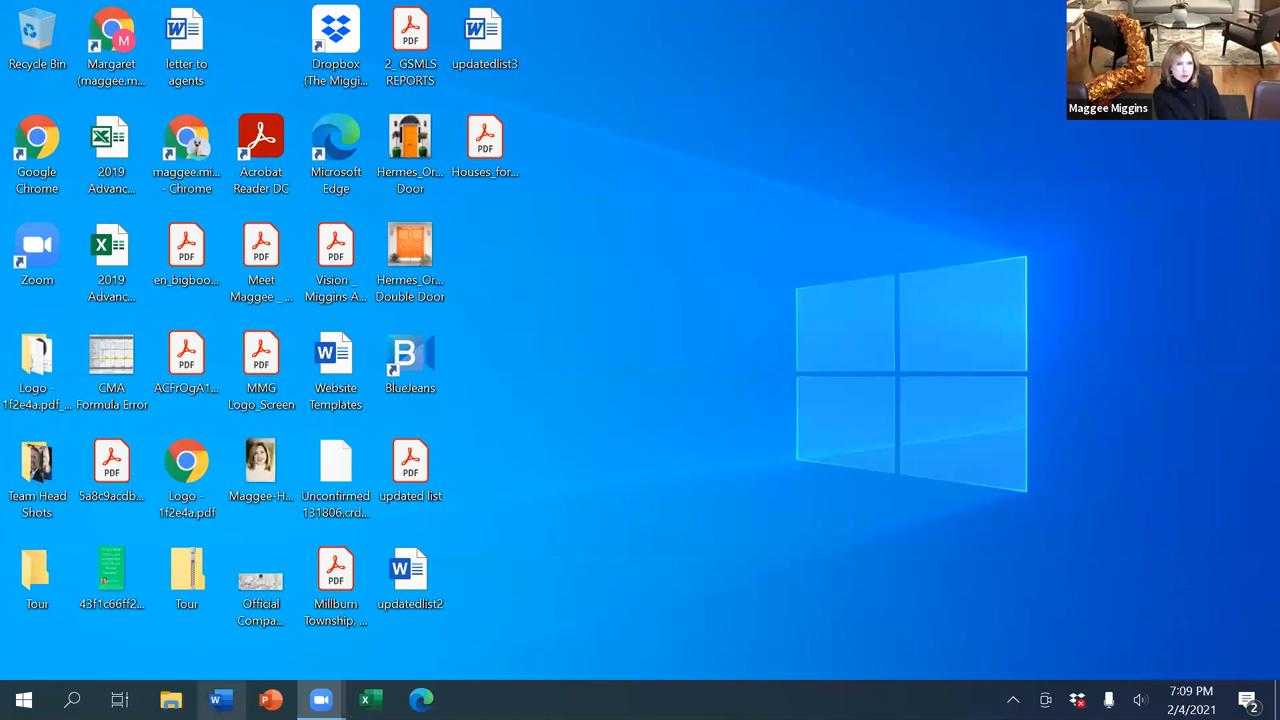 Recycle Bin
Margaret
(maggee.m...
letter to
agents
Dropbox
(The Miggi...
2_ GSMLS
REPORTS
updatedlist3
Maggee Miggins
Google
Chrome
2019
Advanc...
maggee.mi...
- Chrome
Acrobat
Reader DC
Microsoft
Edge
Hermes_Or...
Door
Houses_for...
Zoom
2019
Advanc...
en_bigboo...
Meet
Maggee _ ...
Vision _
Miggins A...
Hermes_Or...
Double Door
Logo -
1f2e4a.pdf_...
CMA
Formula Error
ACFrOgA1...
MMG
Logo_Screen
Website
Templates
BlueJeans
Team Head
Shots
5a8c9acdb...
Logo -
1f2e4a.pdf
Maggee-H...
Unconfirmed
131806.crd...
updated list
Tour
43f1c66ff2...
Tour
Official
Compa...
Millburn
Township, ...
updatedlist2
7:09 PM
2/4/2021
2